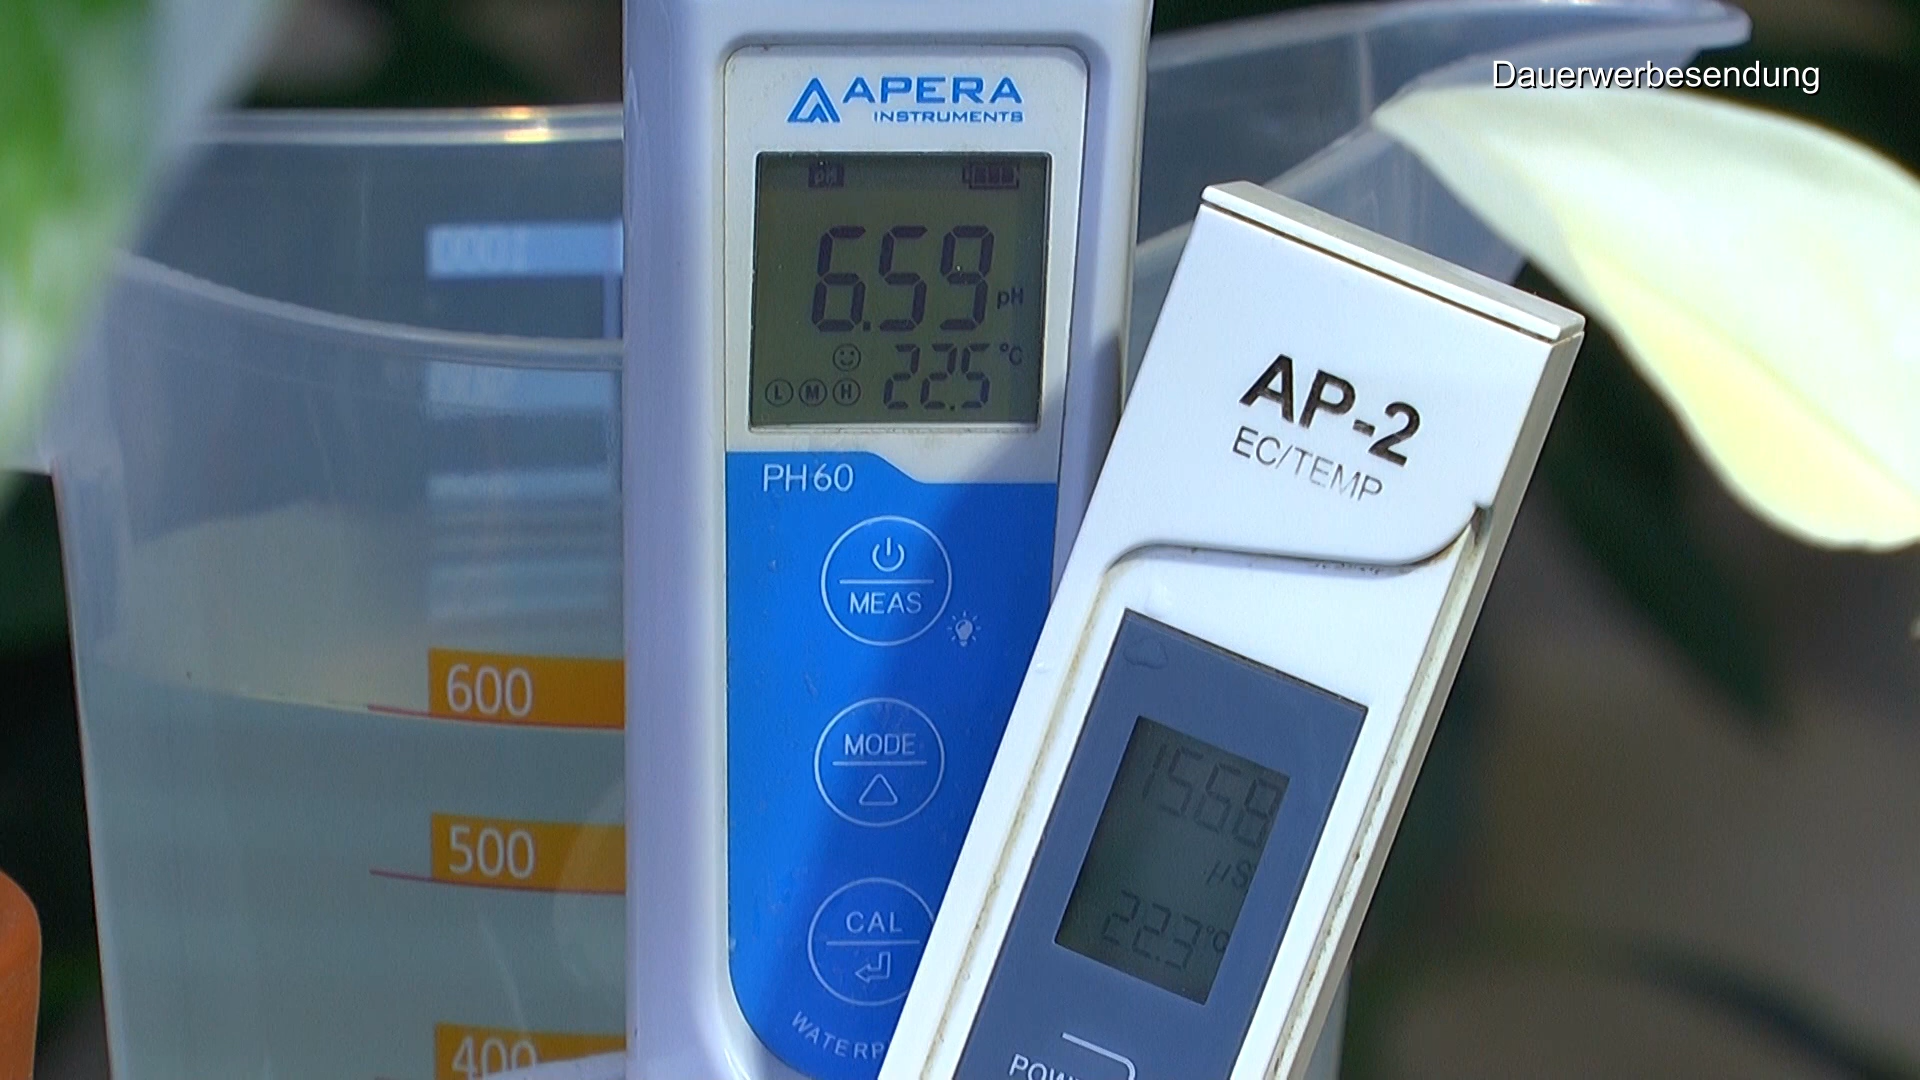 Dauerwerbesendung
APERA
INSTRUMENTS
pH
6.59 pH
22.5 °C
L M H
PH60
MEAS
MODE
CAL
AP-2
EC/TEMP
1568
µS
22.3 °C
600
500
400